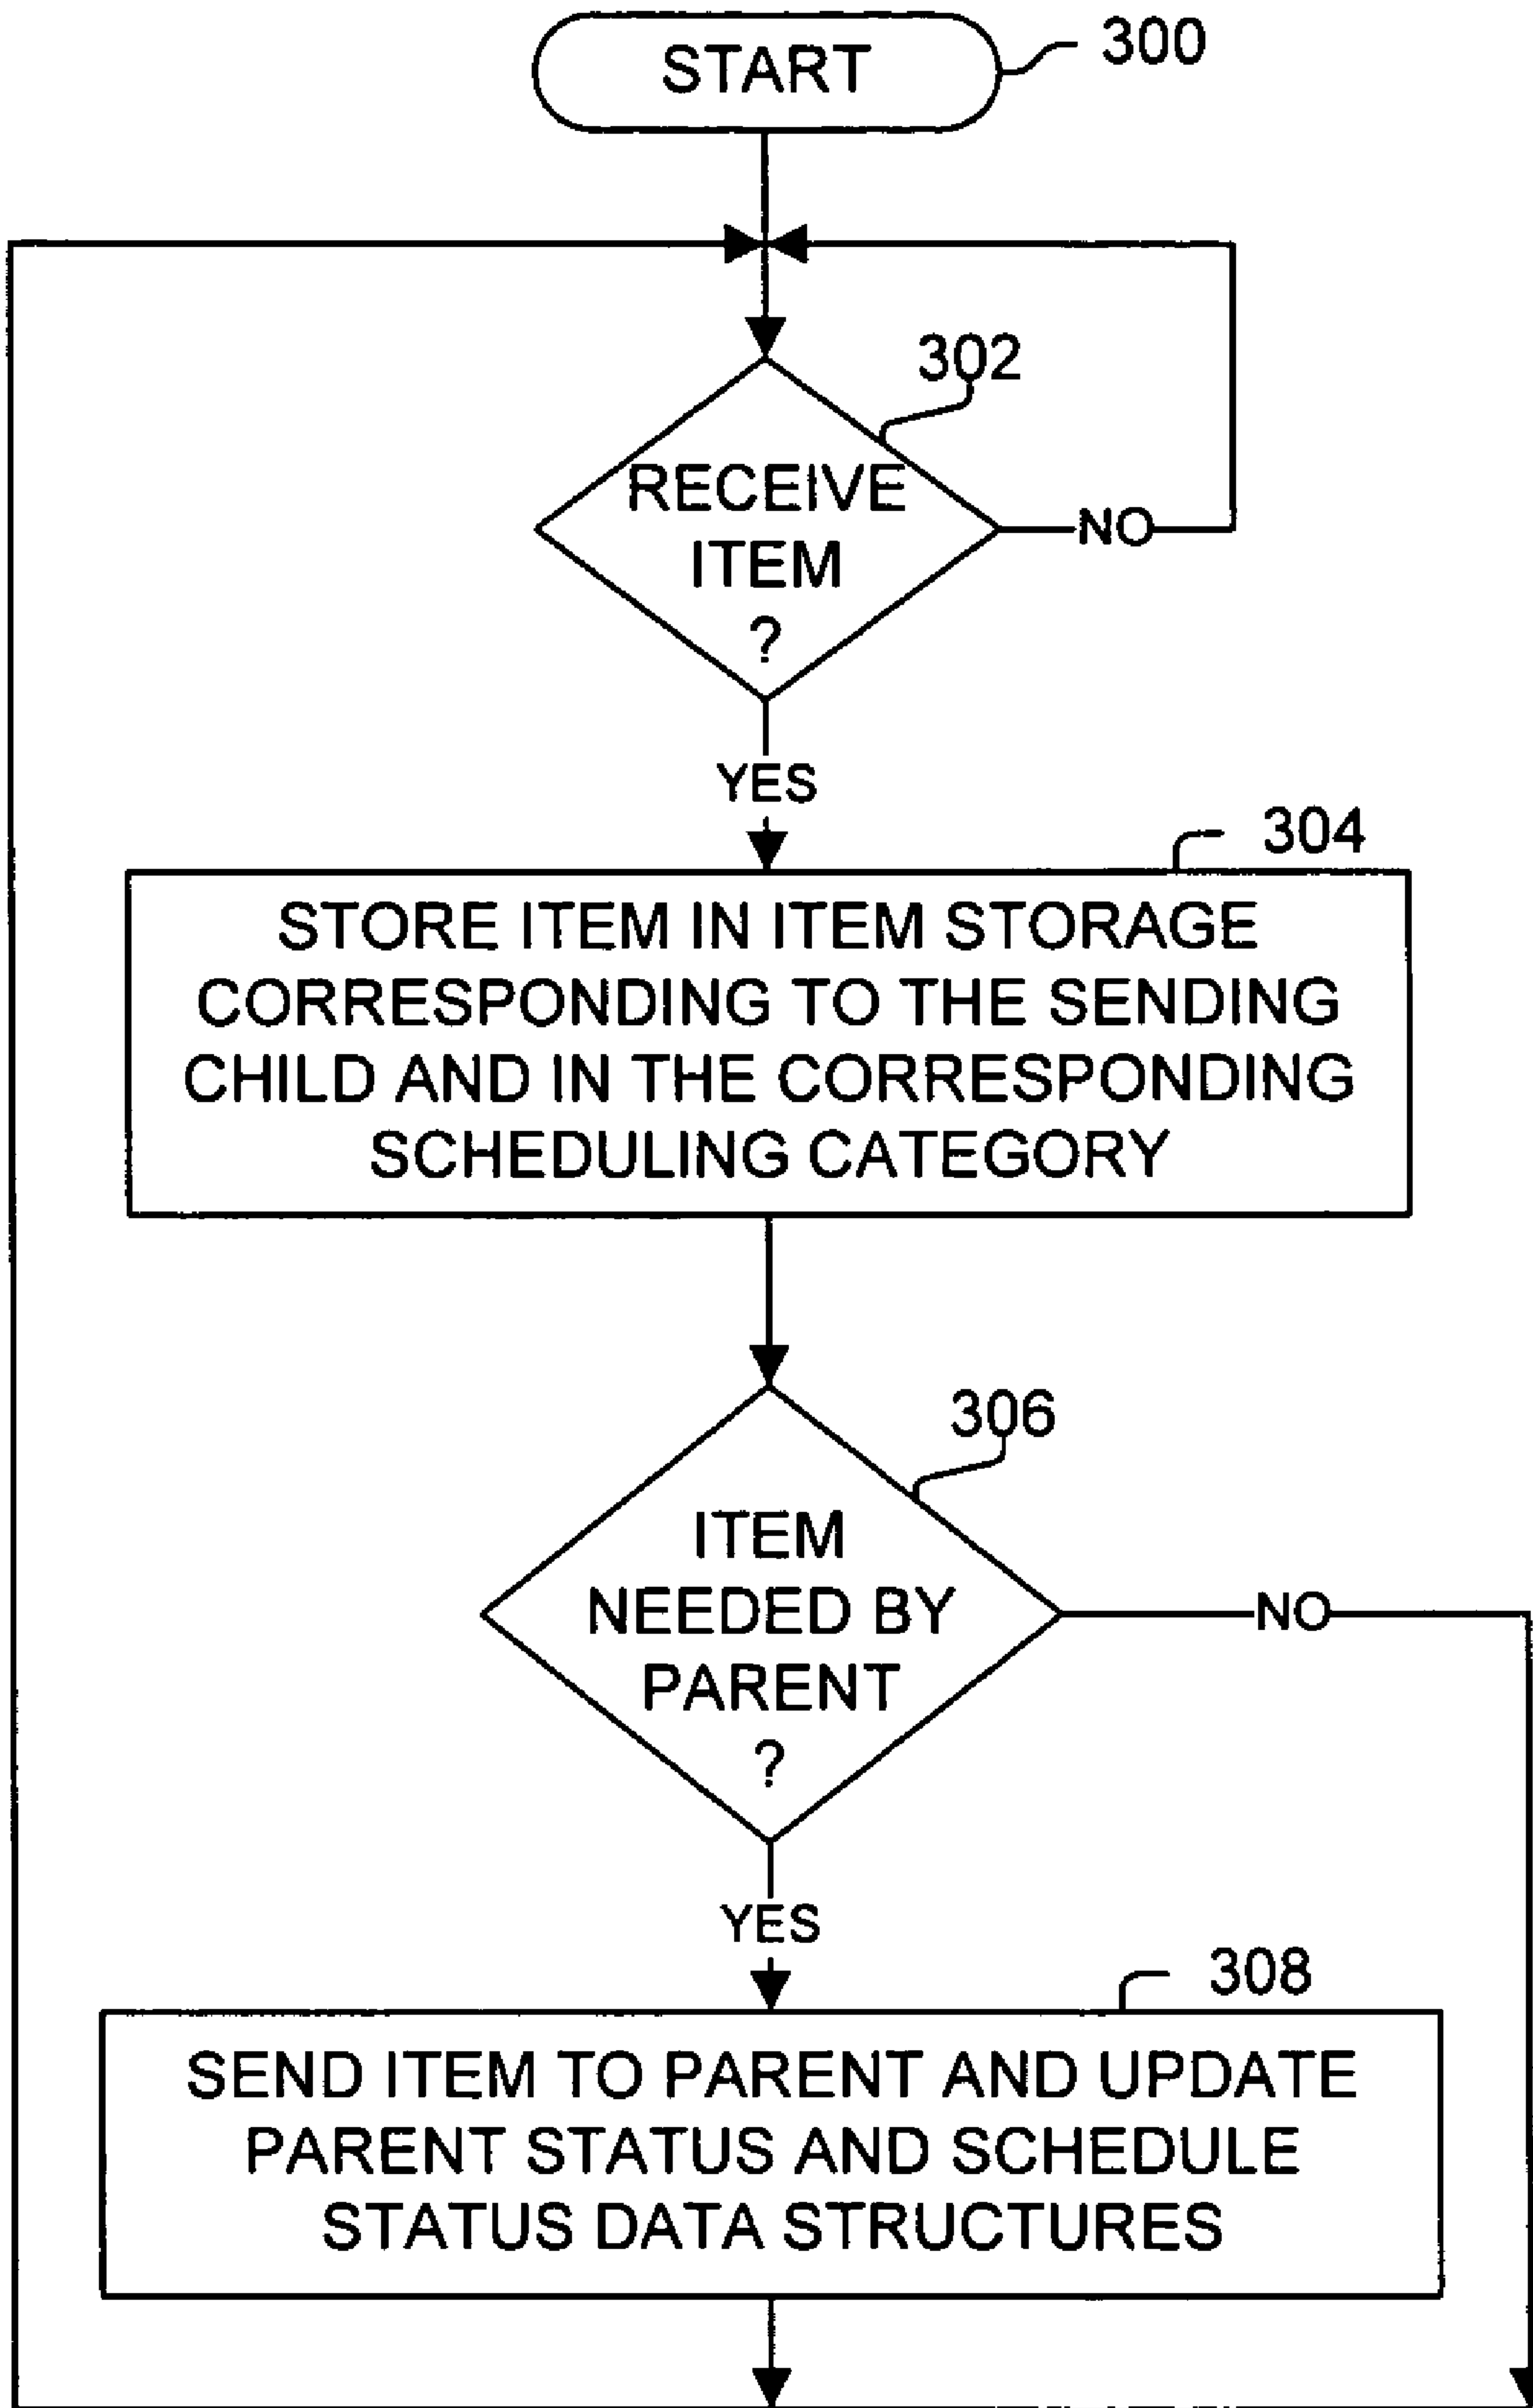 START
300
302
RECEIVE
ITEM
?
NO
YES
304
STORE ITEM IN ITEM STORAGE
CORRESPONDING TO THE SENDING
CHILD AND IN THE CORRESPONDING
SCHEDULING CATEGORY
306
ITEM
NEEDED BY
PARENT
?
NO
YES
308
SEND ITEM TO PARENT AND UPDATE
PARENT STATUS AND SCHEDULE
STATUS DATA STRUCTURES